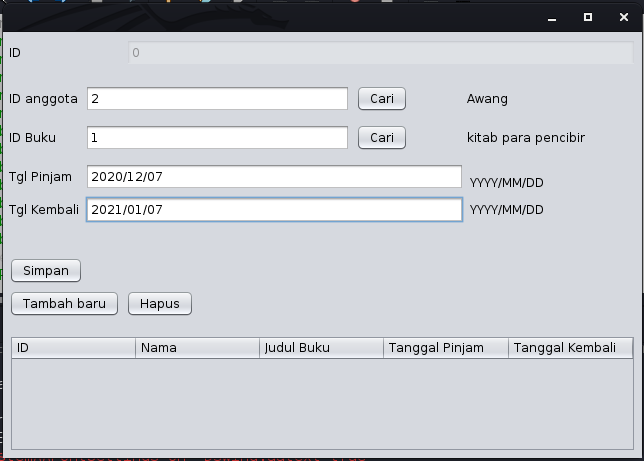 ID 0
ID anggota 2 Cari Awang
ID Buku 1 Cari kitab para pencibir
Tgl Pinjam 2020/12/07 YYYY/MM/DD
Tgl Kembali 2021/01/07 YYYY/MM/DD
Simpan
Tambah baru Hapus
ID Nama Judul Buku Tanggal Pinjam Tanggal Kembali